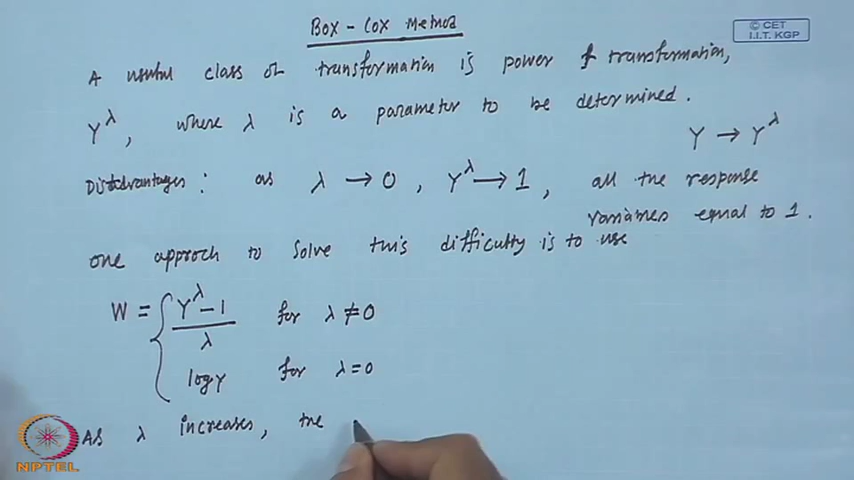 Box - Cox Method
© CET
I.I.T. KGP
A useful class of transformation is power f transformation,
Y^λ, where λ is a parameter to be determined.
Y → Y^λ
Disadvantages : as λ → 0, Y^λ → 1, all the response
variables equal to 1.
one approch to solve this difficulty is to use
W = { (Y^λ - 1)/λ for λ ≠ 0
log Y for λ = 0
As λ increases, the
NPTEL